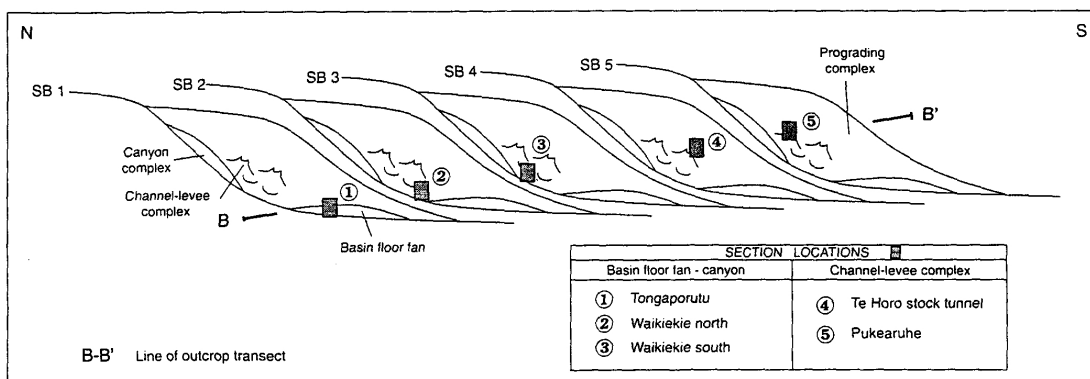 N
S
SB 1
SB 2
SB 3
SB 4
SB 5
Prograding
complex
B'
Canyon
complex
Channel-levee
complex
B
Basin floor fan
1
2
3
4
5
SECTION LOCATIONS
Basin floor fan - canyon
Channel-levee complex
1 Tongaporutu
2 Waikiekie north
3 Waikiekie south
4 Te Horo stock tunnel
5 Pukearuhe
B-B' Line of outcrop transect